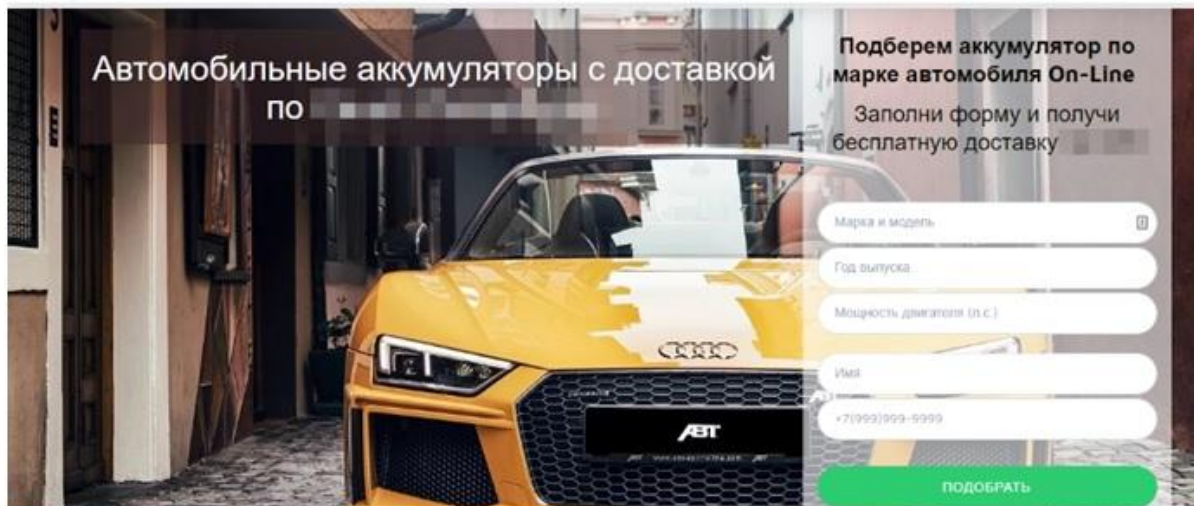 Автомобильные аккумуляторы с доставкой
по
Подберем аккумулятор по
марке автомобиля On-Line
Заполни форму и получи
бесплатную доставку
Марка и модель
Год выпуска
Мощность двигателя (л.с.)
Имя
+7(999)999-9999
ПОДОБРАТЬ
ABT